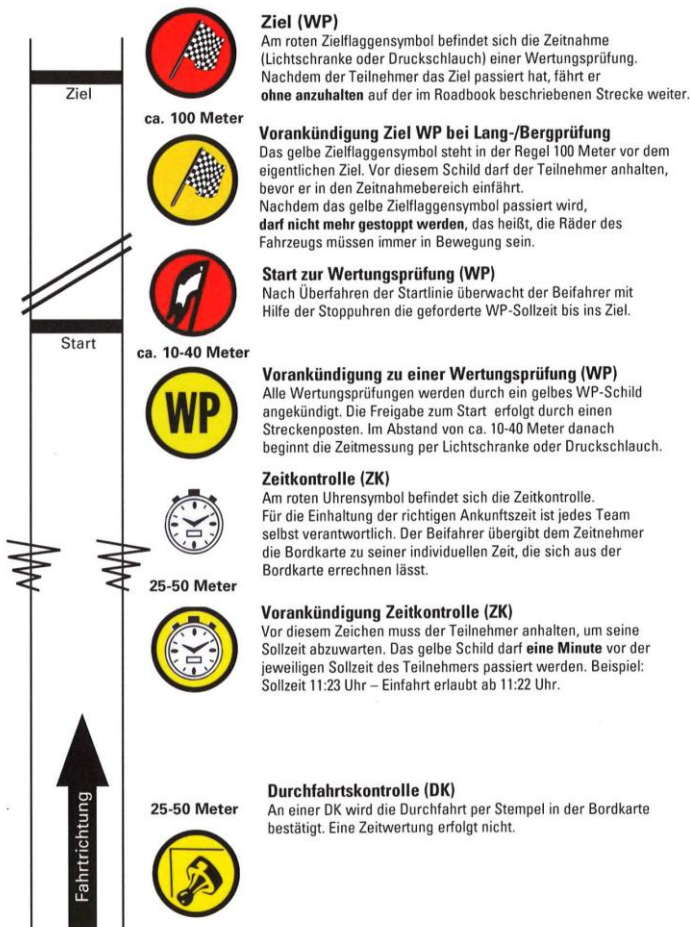 Ziel (WP)
Am roten Zielflaggensymbol befindet sich die Zeitnahme
(Lichtschranke oder Druckschlauch) einer Wertungsprüfung.
Nachdem der Teilnehmer das Ziel passiert hat, fährt er
ohne anzuhalten auf der im Roadbook beschriebenen Strecke weiter.
Ziel
ca. 100 Meter
Vorankündigung Ziel WP bei Lang-/Bergprüfung
Das gelbe Zielflaggensymbol steht in der Regel 100 Meter vor dem
eigentlichen Ziel. Vor diesem Schild darf der Teilnehmer anhalten,
bevor er in den Zeitnahmebereich einfährt.
Nachdem das gelbe Zielflaggensymbol passiert wird,
darf nicht mehr gestoppt werden, das heißt, die Räder des
Fahrzeugs müssen immer in Bewegung sein.
Start zur Wertungsprüfung (WP)
Nach Überfahren der Startlinie überwacht der Beifahrer mit
Hilfe der Stoppuhren die geforderte WP-Sollzeit bis ins Ziel.
Start
ca. 10-40 Meter
WP
Vorankündigung zu einer Wertungsprüfung (WP)
Alle Wertungsprüfungen werden durch ein gelbes WP-Schild
angekündigt. Die Freigabe zum Start erfolgt durch einen
Streckenposten. Im Abstand von ca. 10-40 Meter danach
beginnt die Zeitmessung per Lichtschranke oder Druckschlauch.
Zeitkontrolle (ZK)
Am roten Uhrensymbol befindet sich die Zeitkontrolle.
Für die Einhaltung der richtigen Ankunftszeit ist jedes Team
selbst verantwortlich. Der Beifahrer übergibt dem Zeitnehmer
die Bordkarte zu seiner individuellen Zeit, die sich aus der
Bordkarte errechnen lässt.
25-50 Meter
Vorankündigung Zeitkontrolle (ZK)
Vor diesem Zeichen muss der Teilnehmer anhalten, um seine
Sollzeit abzuwarten. Das gelbe Schild darf eine Minute vor der
jeweiligen Sollzeit des Teilnehmers passiert werden. Beispiel:
Sollzeit 11:23 Uhr – Einfahrt erlaubt ab 11:22 Uhr.
Durchfahrtskontrolle (DK)
An einer DK wird die Durchfahrt per Stempel in der Bordkarte
bestätigt. Eine Zeitwertung erfolgt nicht.
25-50 Meter
Fahrtrichtung